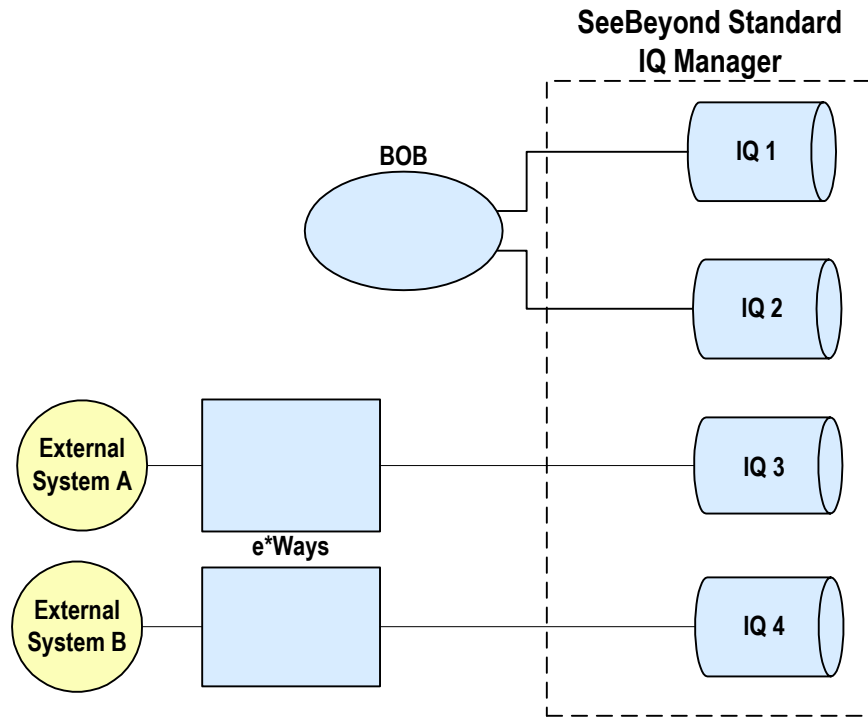 SeeBeyond Standard
IQ Manager
BOB
IQ 1
IQ 2
External
System A
IQ 3
e*Ways
External
System B
IQ 4